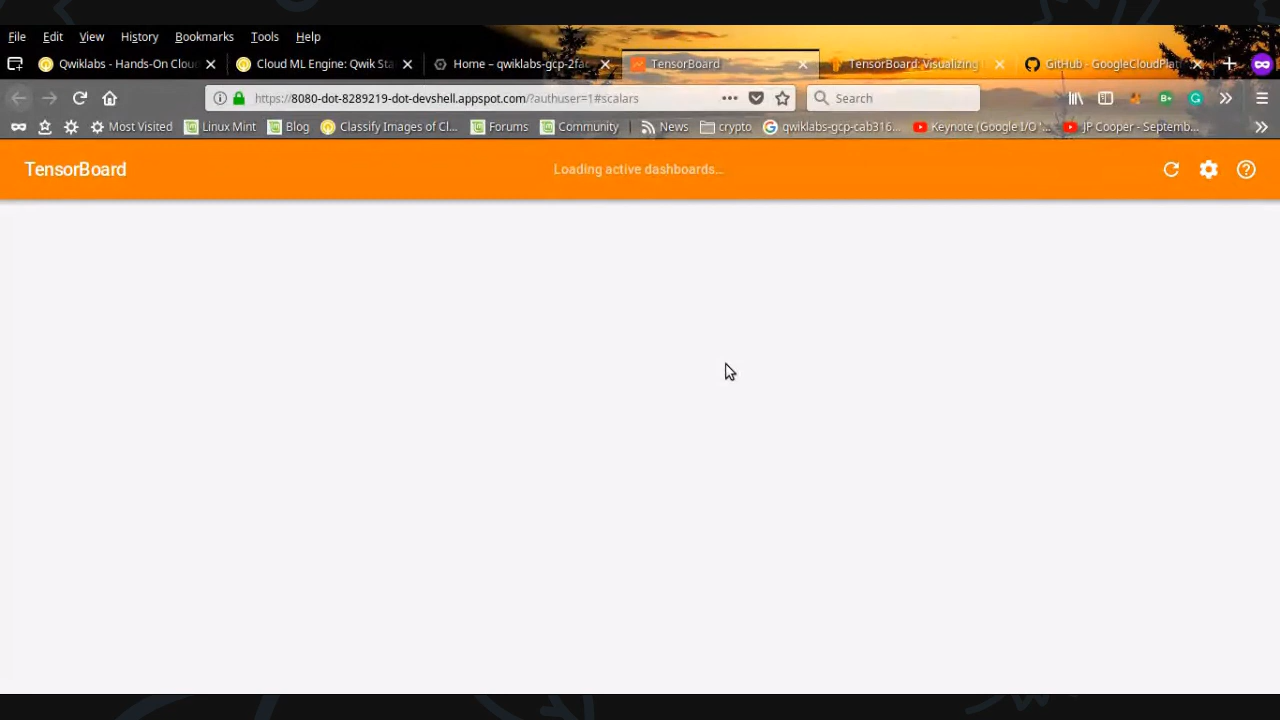 File Edit View History Bookmarks Tools Help
Qwiklabs - Hands-On Clou Cloud ML Engine: Qwik Sta Home – qwiklabs-gcp-2fac TensorBoard TensorBoard: Visualizing GitHub - GoogleCloudPlat
https://8080-dot-8289219-dot-devshell.appspot.com/?authuser=1#scalars Search
Most Visited Linux Mint Blog Classify Images of Cl... Forums Community News crypto qwiklabs-gcp-cab316... Keynote (Google I/O '... JP Cooper - Septemb...
TensorBoard Loading active dashboards...